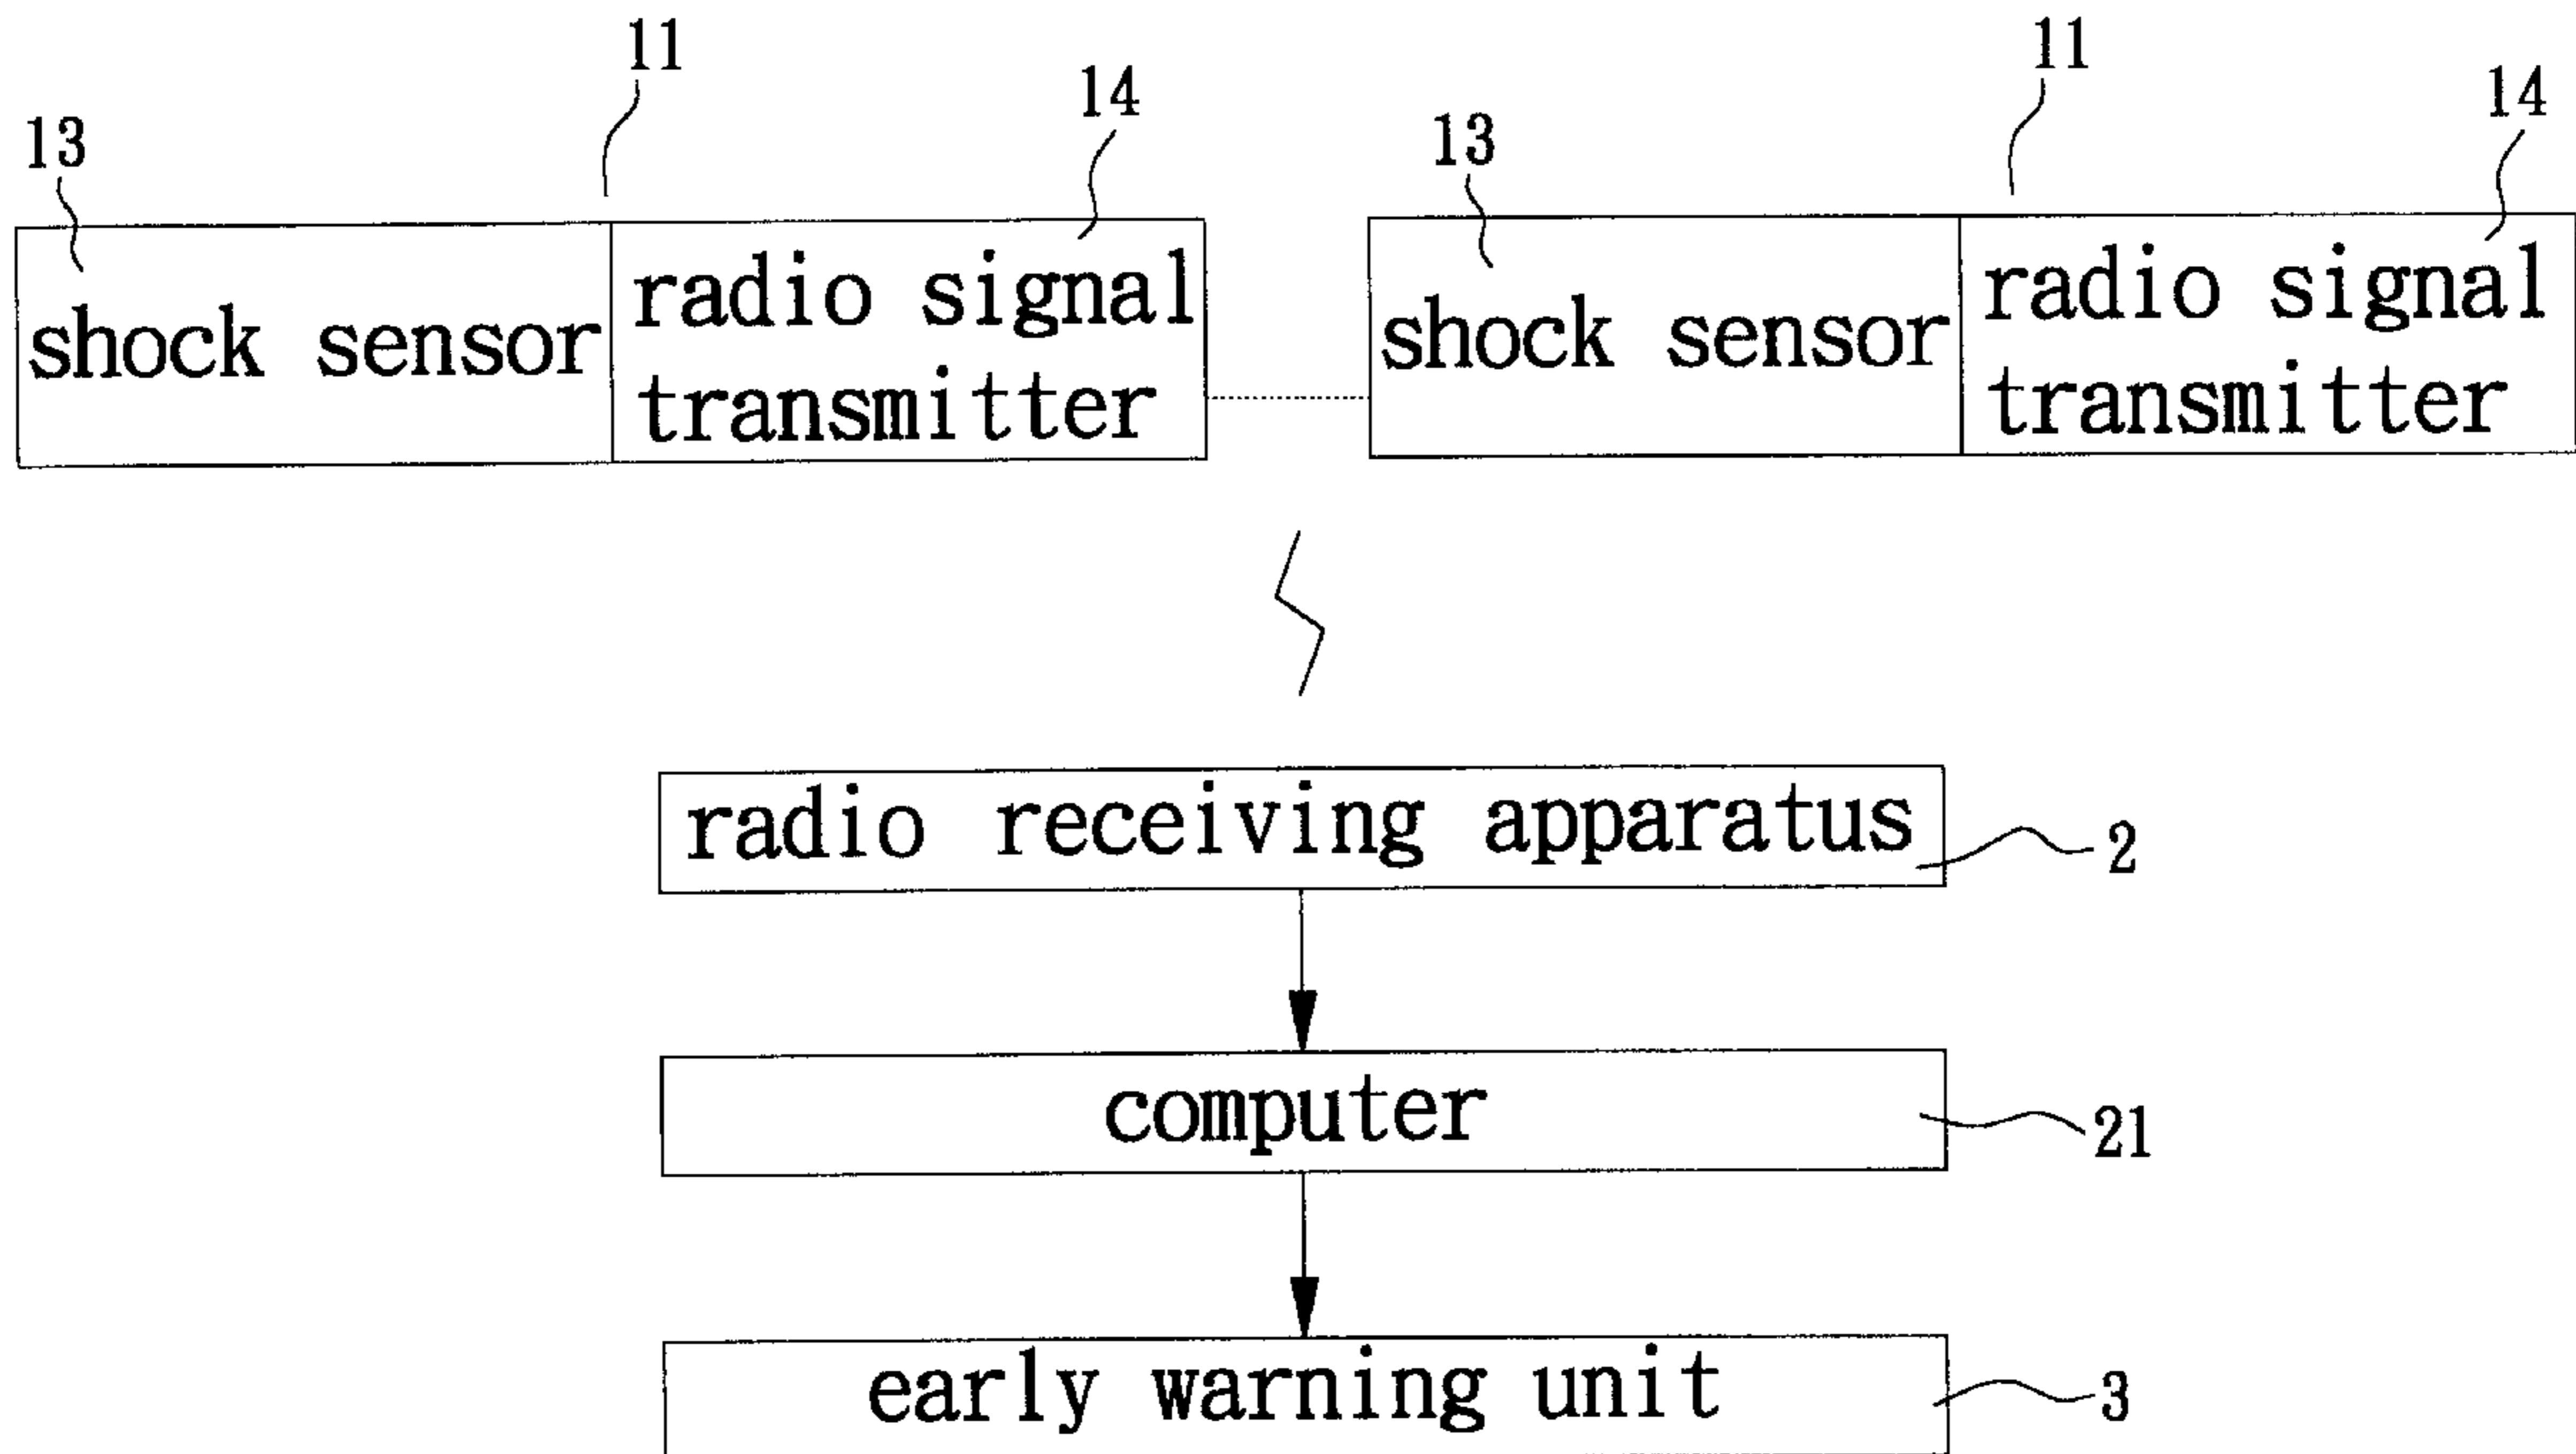 11
11
14
14
13
13
shock sensor
radio signal
transmitter
shock sensor
radio signal
transmitter
radio receiving apparatus
2
computer
21
early warning unit
3